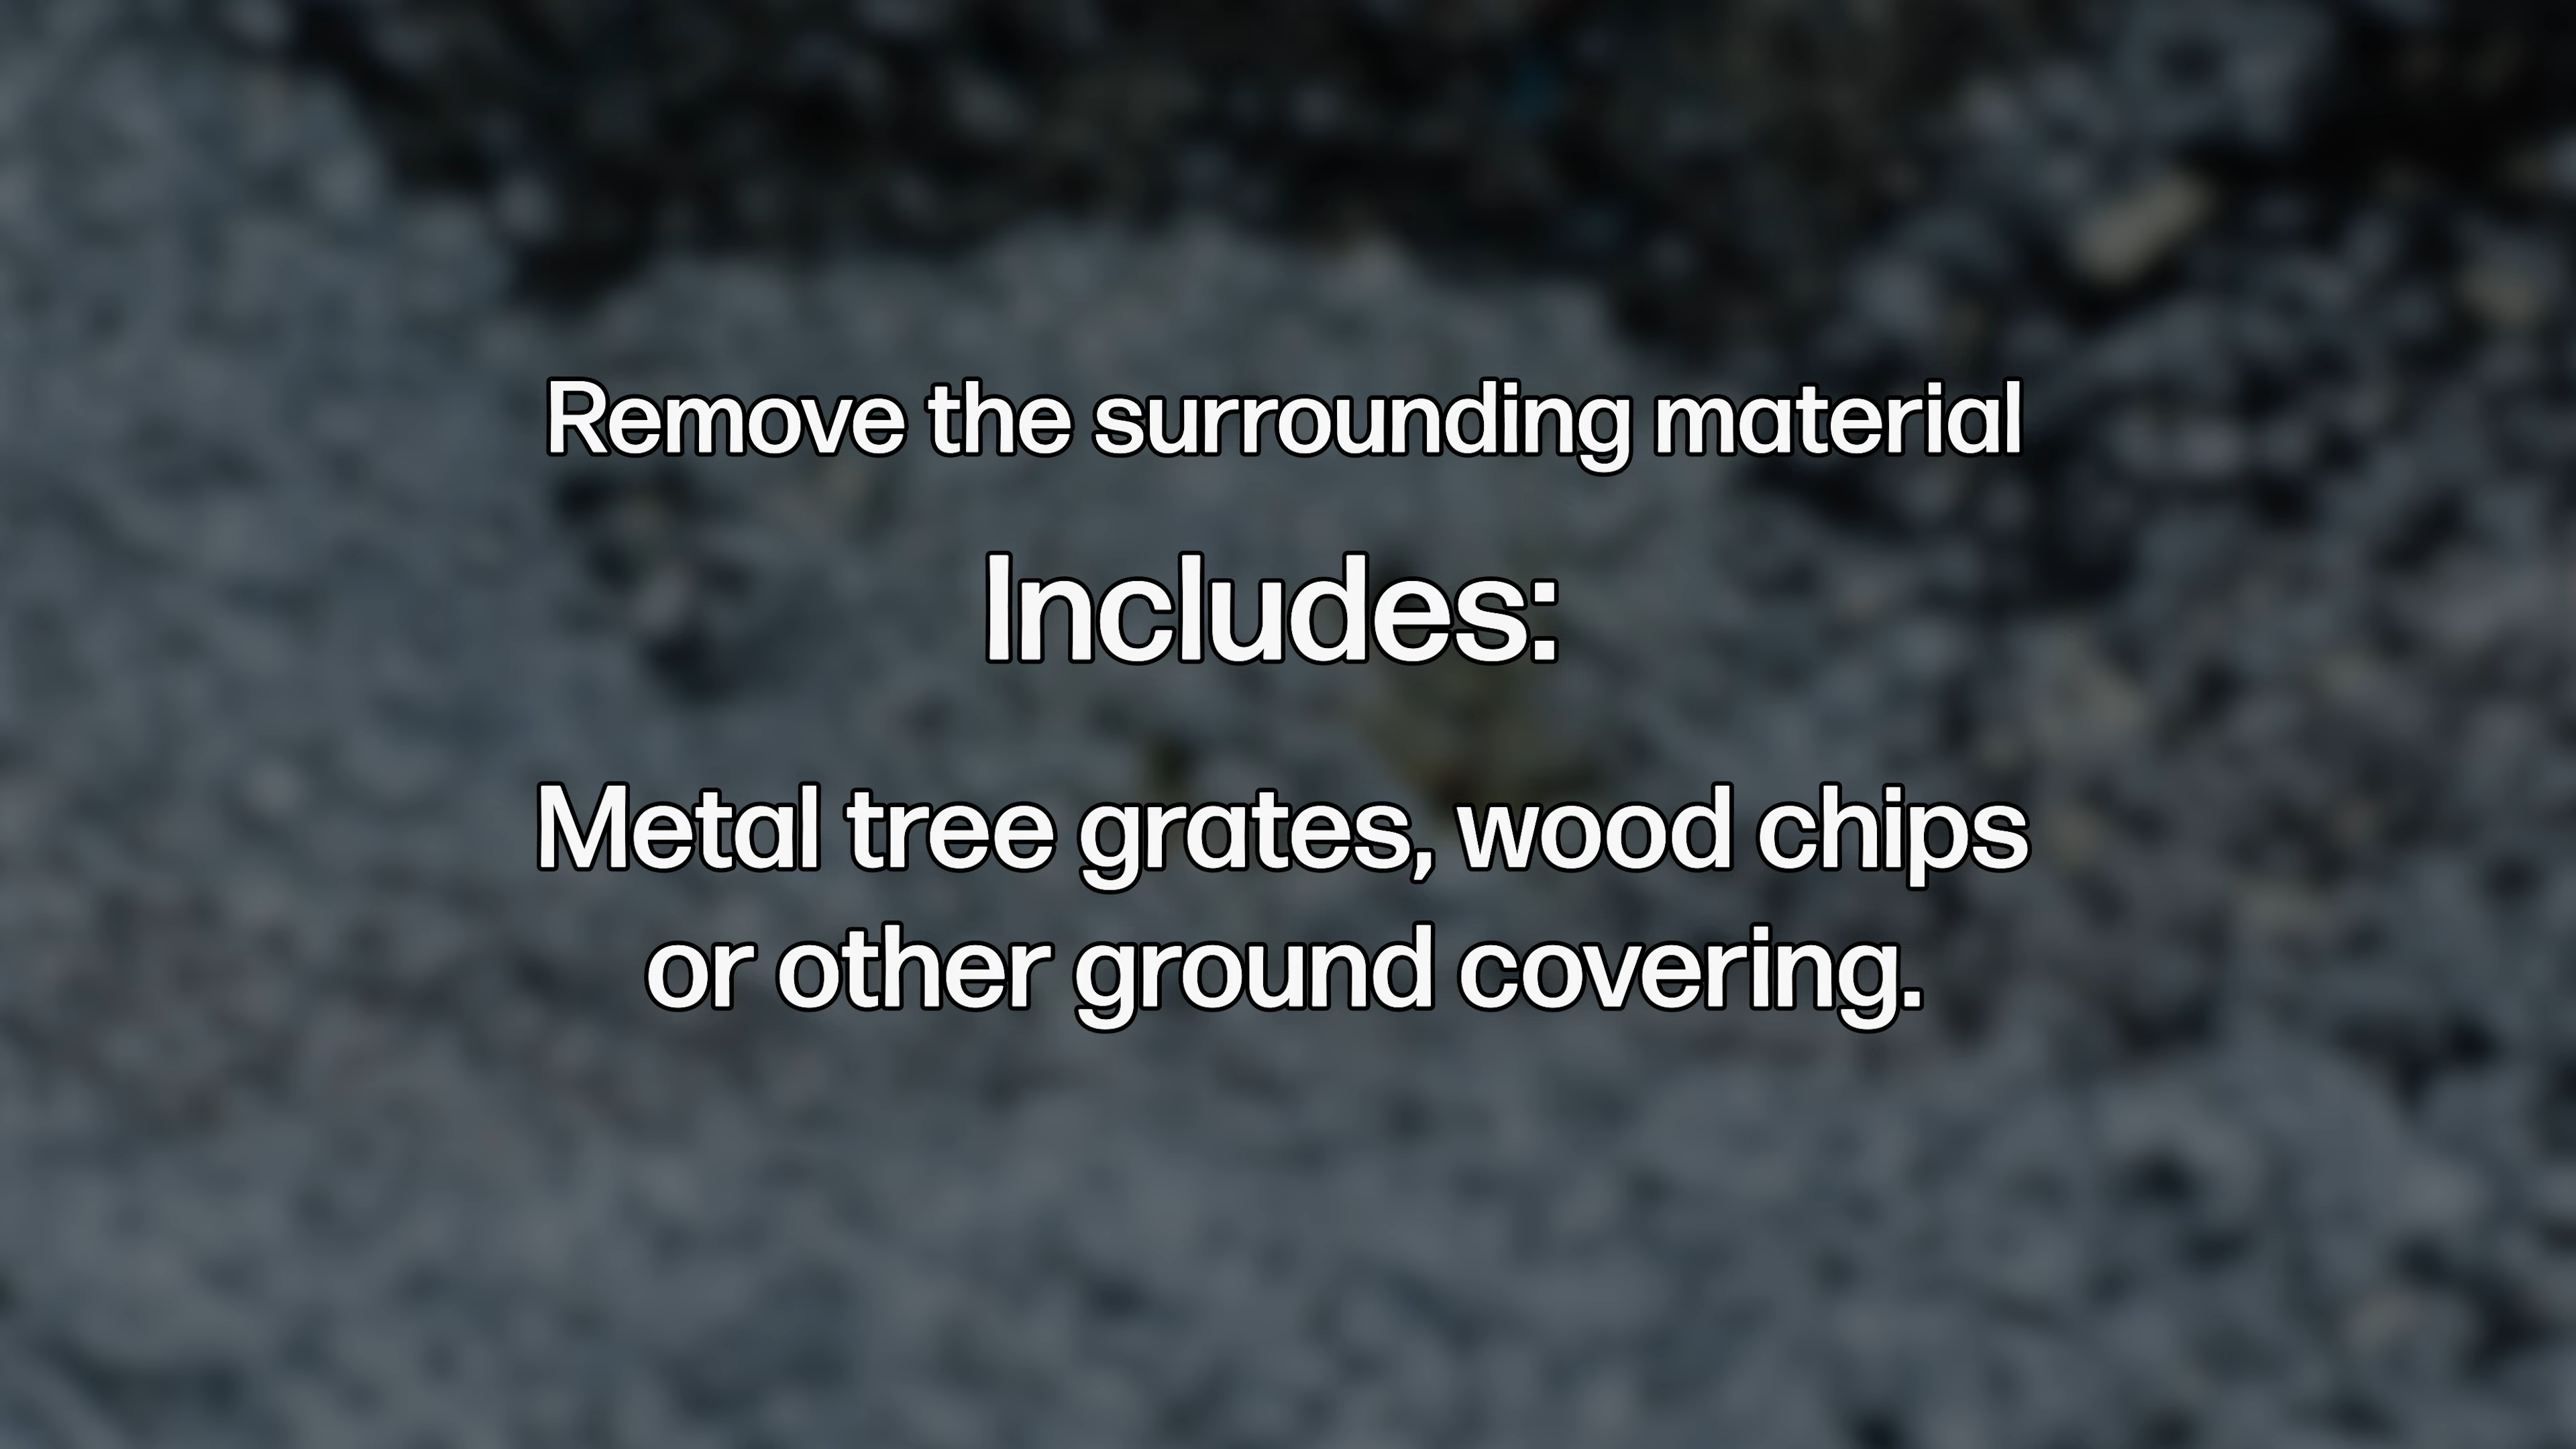 Remove the surrounding material
Includes:
Metal tree grates, wood chips
or other ground covering.